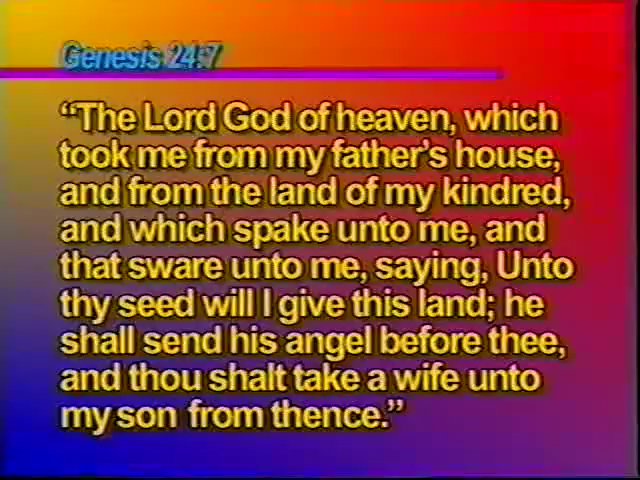 Genesis 24:7
“The Lord God of heaven, which
took me from my father’s house,
and from the land of my kindred,
and which spake unto me, and
that sware unto me, saying, Unto
thy seed will I give this land; he
shall send his angel before thee,
and thou shalt take a wife unto
my son from thence.”